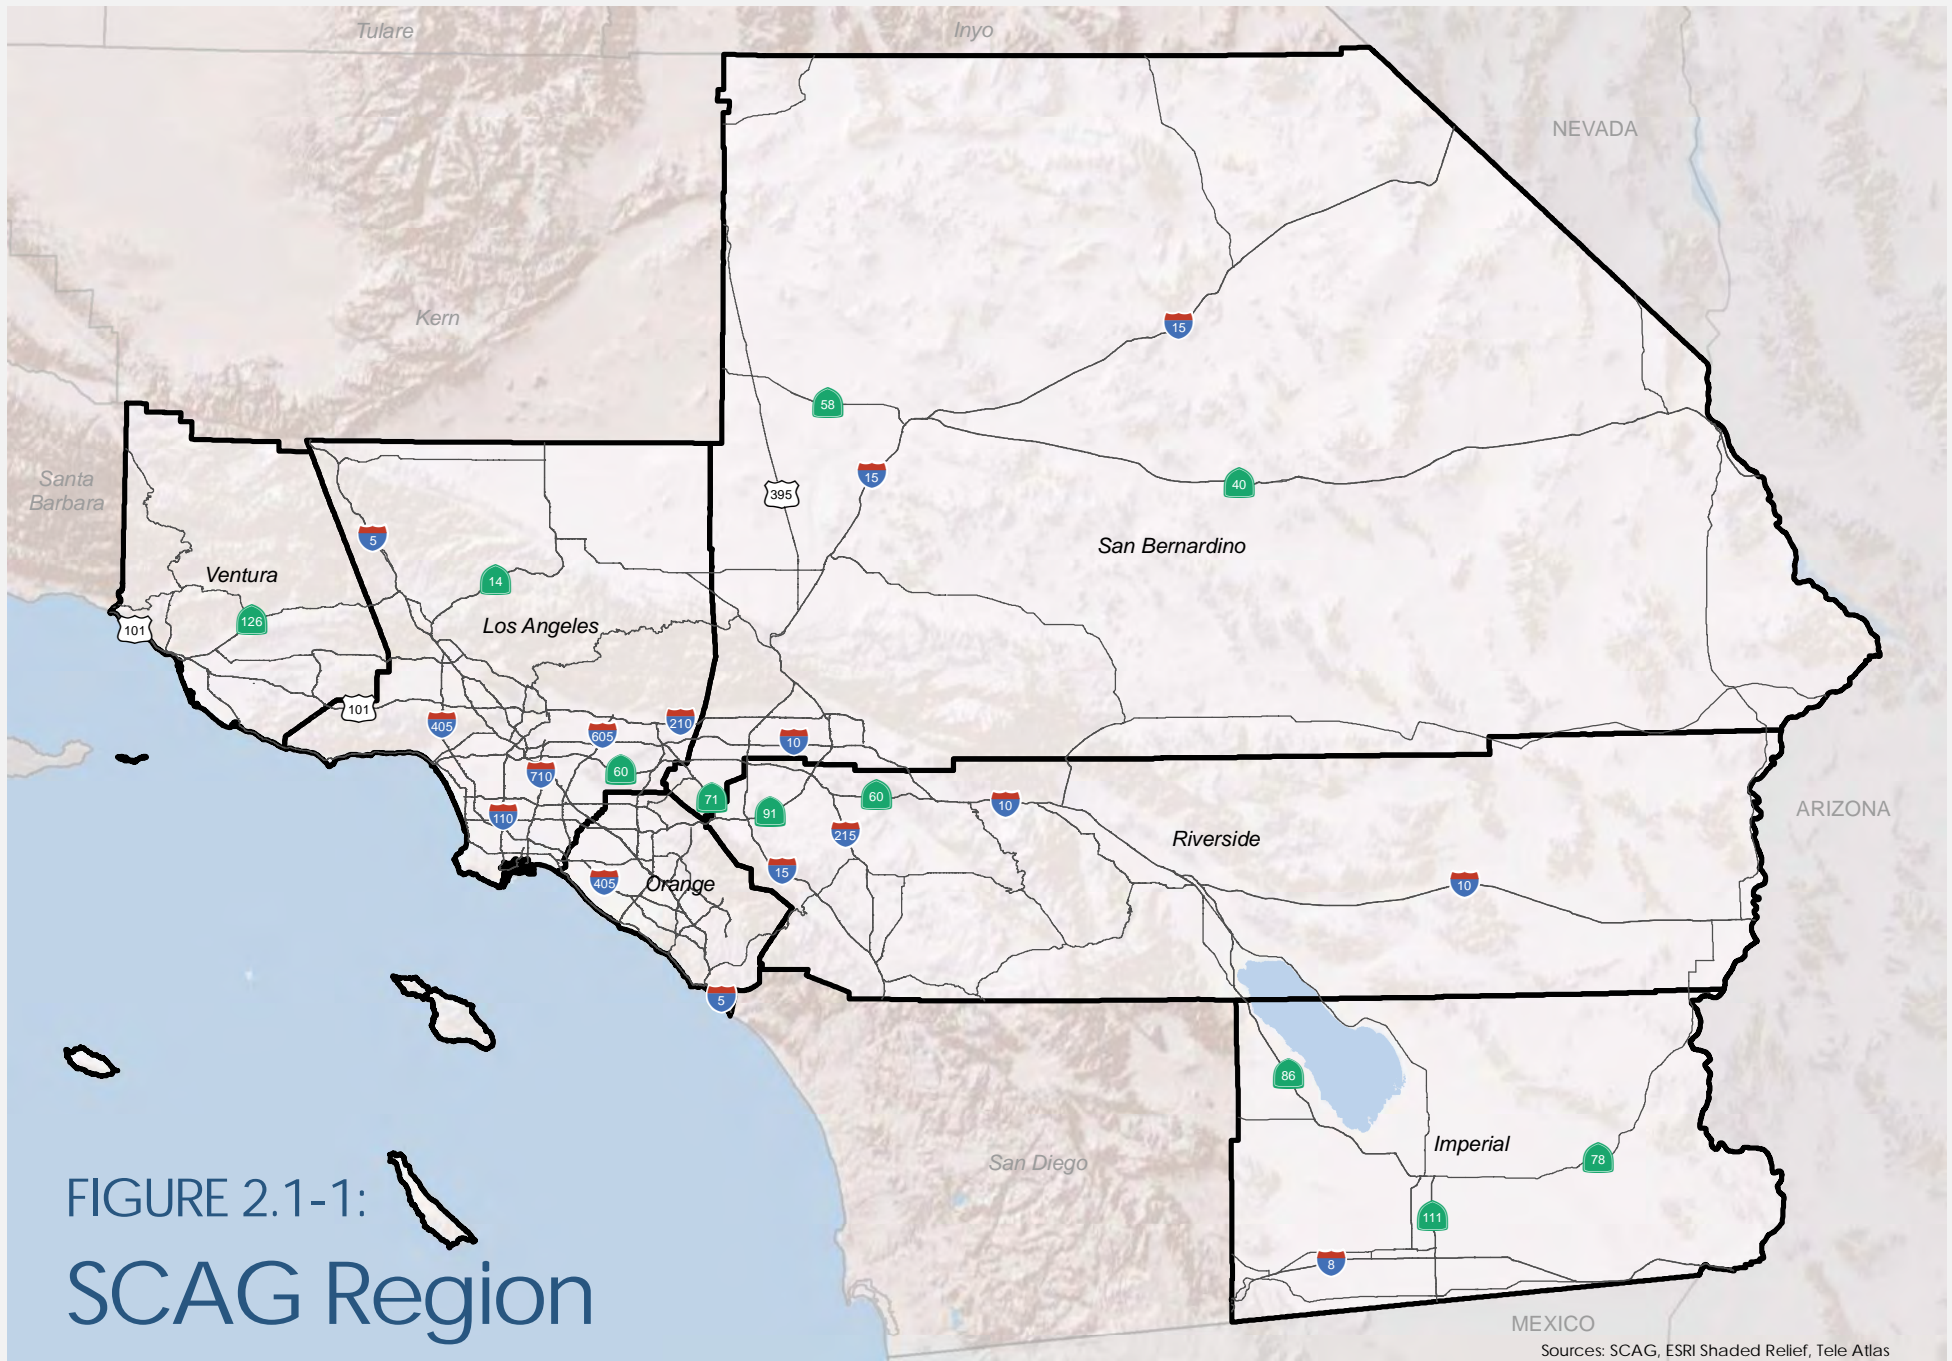 Tulare
Inyo
NEVADA
Kern
15
58
15
40
395
Santa
Barbara
5
San Bernardino
14
Ventura
126
Los Angeles
101
101
405
605
210
10
710
60
71
60
91
10
110
215
ARIZONA
Riverside
15
405
Orange
10
5
86
Imperial
78
San Diego
111
8
FIGURE 2.1-1:
SCAG Region
MEXICO
Sources: SCAG, ESRI Shaded Relief, Tele Atlas